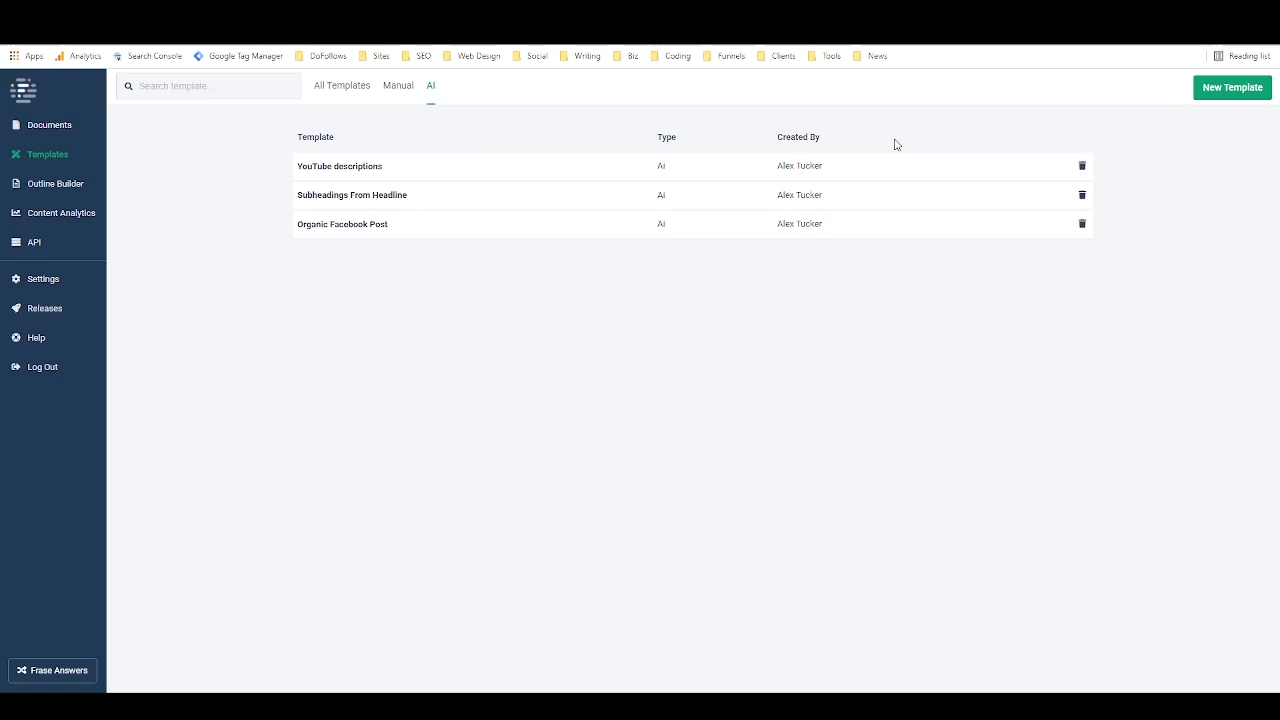 Apps Analytics Search Console Google Tag Manager DoFollows Sites SEO Web Design Social Writing Biz Coding Funnels Clients Tools News Reading list
Search template... All Templates Manual AI New Template
Documents
Templates
Outline Builder
Content Analytics
API
Settings
Releases
Help
Log Out
Frase Answers
Template Type Created By
YouTube descriptions Ai Alex Tucker
Subheadings From Headline Ai Alex Tucker
Organic Facebook Post Ai Alex Tucker